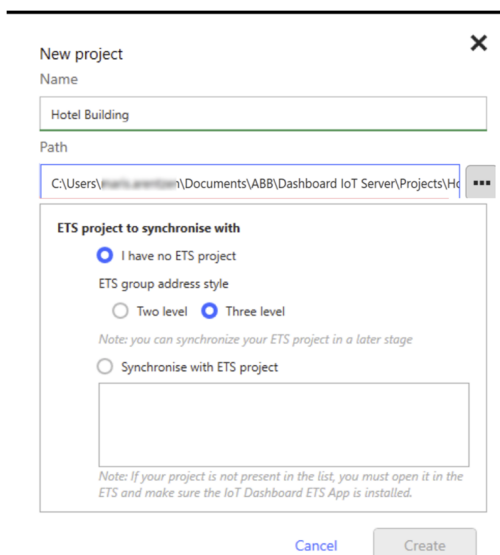 New project
Name
Hotel Building
Path
C:\Users\ \Documents\ABB\Dashboard IoT Server\Projects\Ho
ETS project to synchronise with
I have no ETS project
ETS group address style
Two level Three level
Note: you can synchronize your ETS project in a later stage
Synchronise with ETS project
Note: If your project is not present in the list, you must open it in the
ETS and make sure the IoT Dashboard ETS App is installed.
Cancel Create